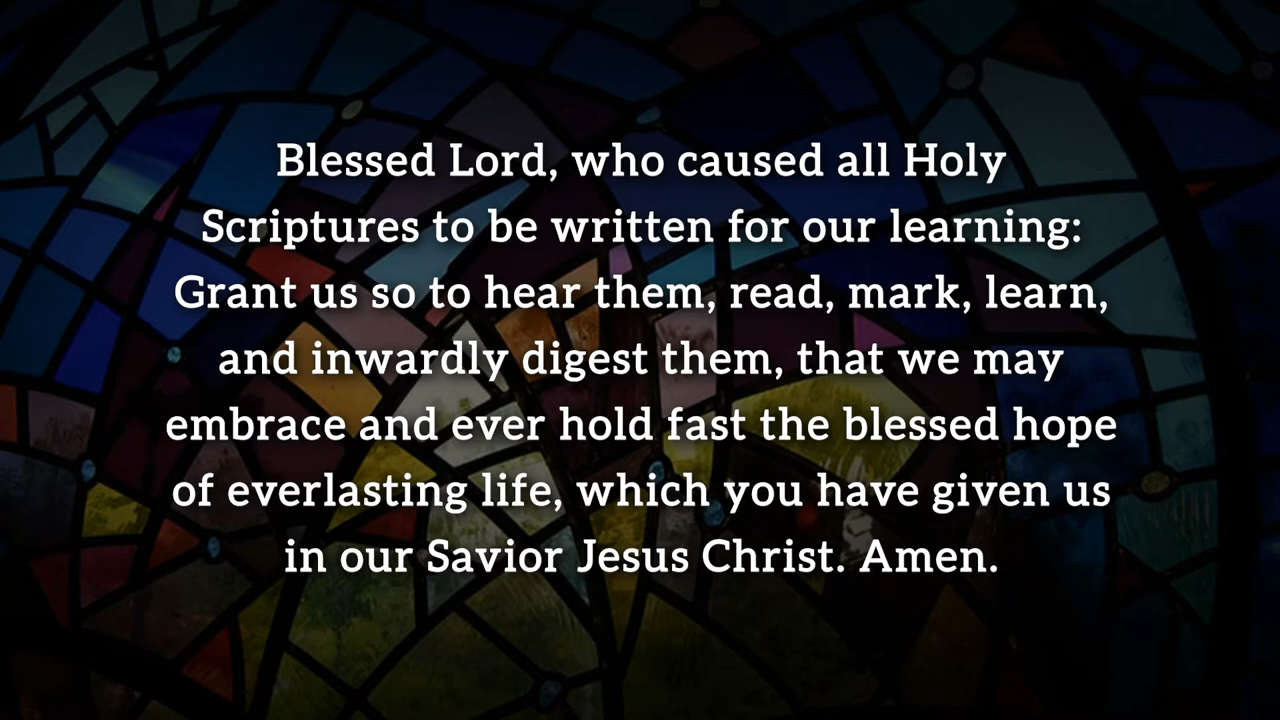 Blessed Lord, who caused all Holy
Scriptures to be written for our learning:
Grant us so to hear them, read, mark, learn,
and inwardly digest them, that we may
embrace and ever hold fast the blessed hope
of everlasting life, which you have given us
in our Savior Jesus Christ. Amen.